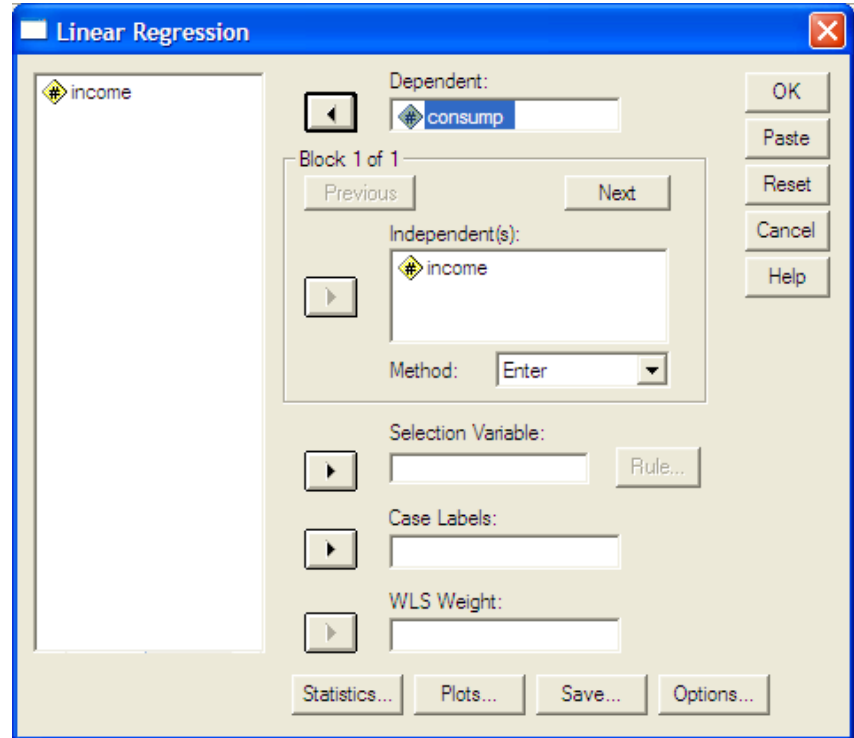 Linear Regression
income
Dependent:
consump
OK
Paste
Reset
Cancel
Help
Block 1 of 1
Previous
Next
Independent(s):
income
Method:
Enter
Selection Variable:
Rule...
Case Labels:
WLS Weight:
Statistics...
Plots...
Save...
Options...